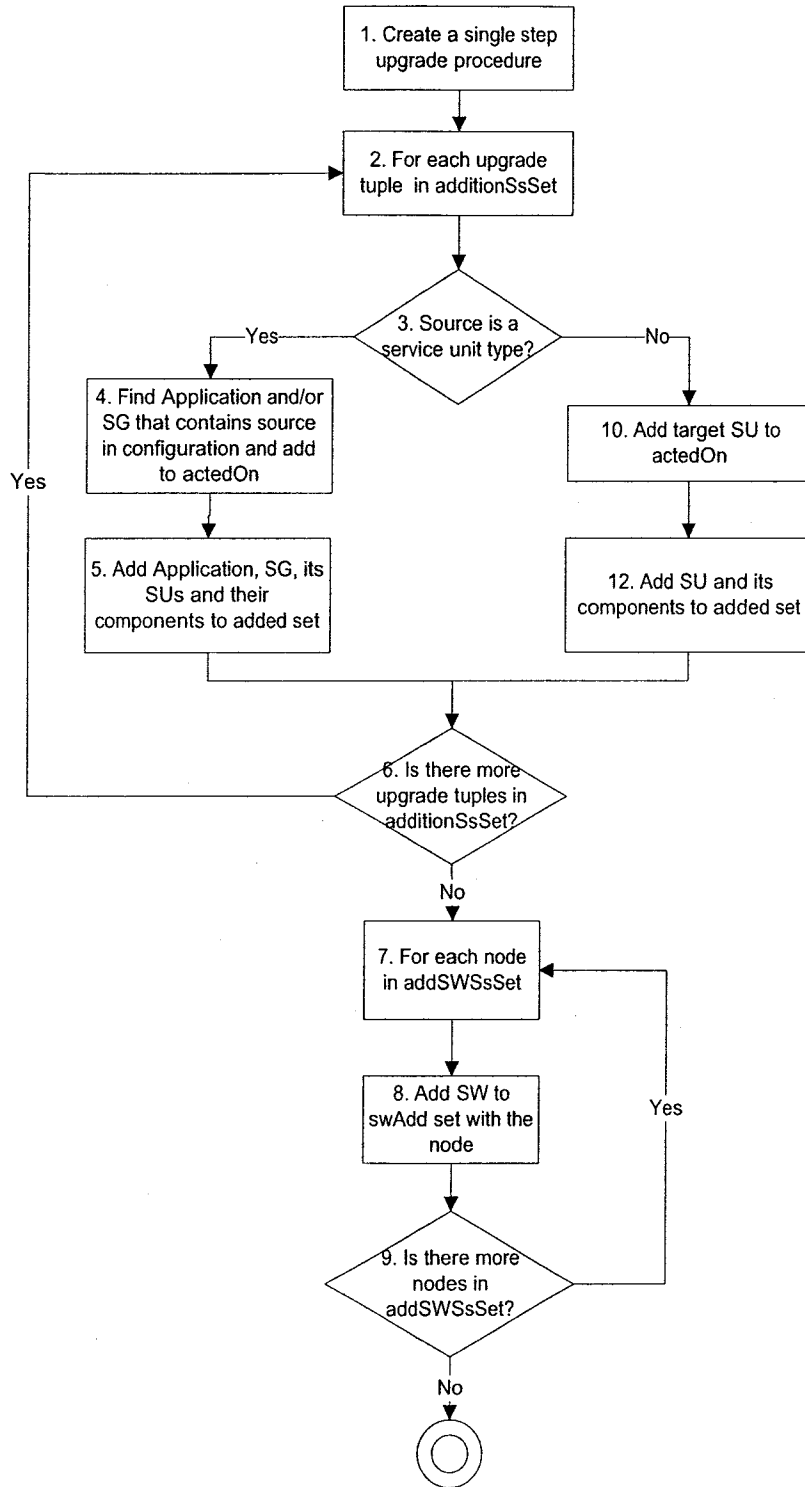 1. Create a single step
upgrade procedure
2. For each upgrade
tuple in additionSsSet
3. Source is a
service unit type?
Yes
No
4. Find Application and/or
SG that contains source
in configuration and add
to actedOn
10. Add target SU to
actedOn
Yes
5. Add Application, SG, its
SUs and their
components to added set
12. Add SU and its
components to added set
6. Is there more
upgrade tuples in
additionSsSet?
No
7. For each node
in addSWSsSet
8. Add SW to
swAdd set with the
node
Yes
9. Is there more
nodes in
addSWSsSet?
No